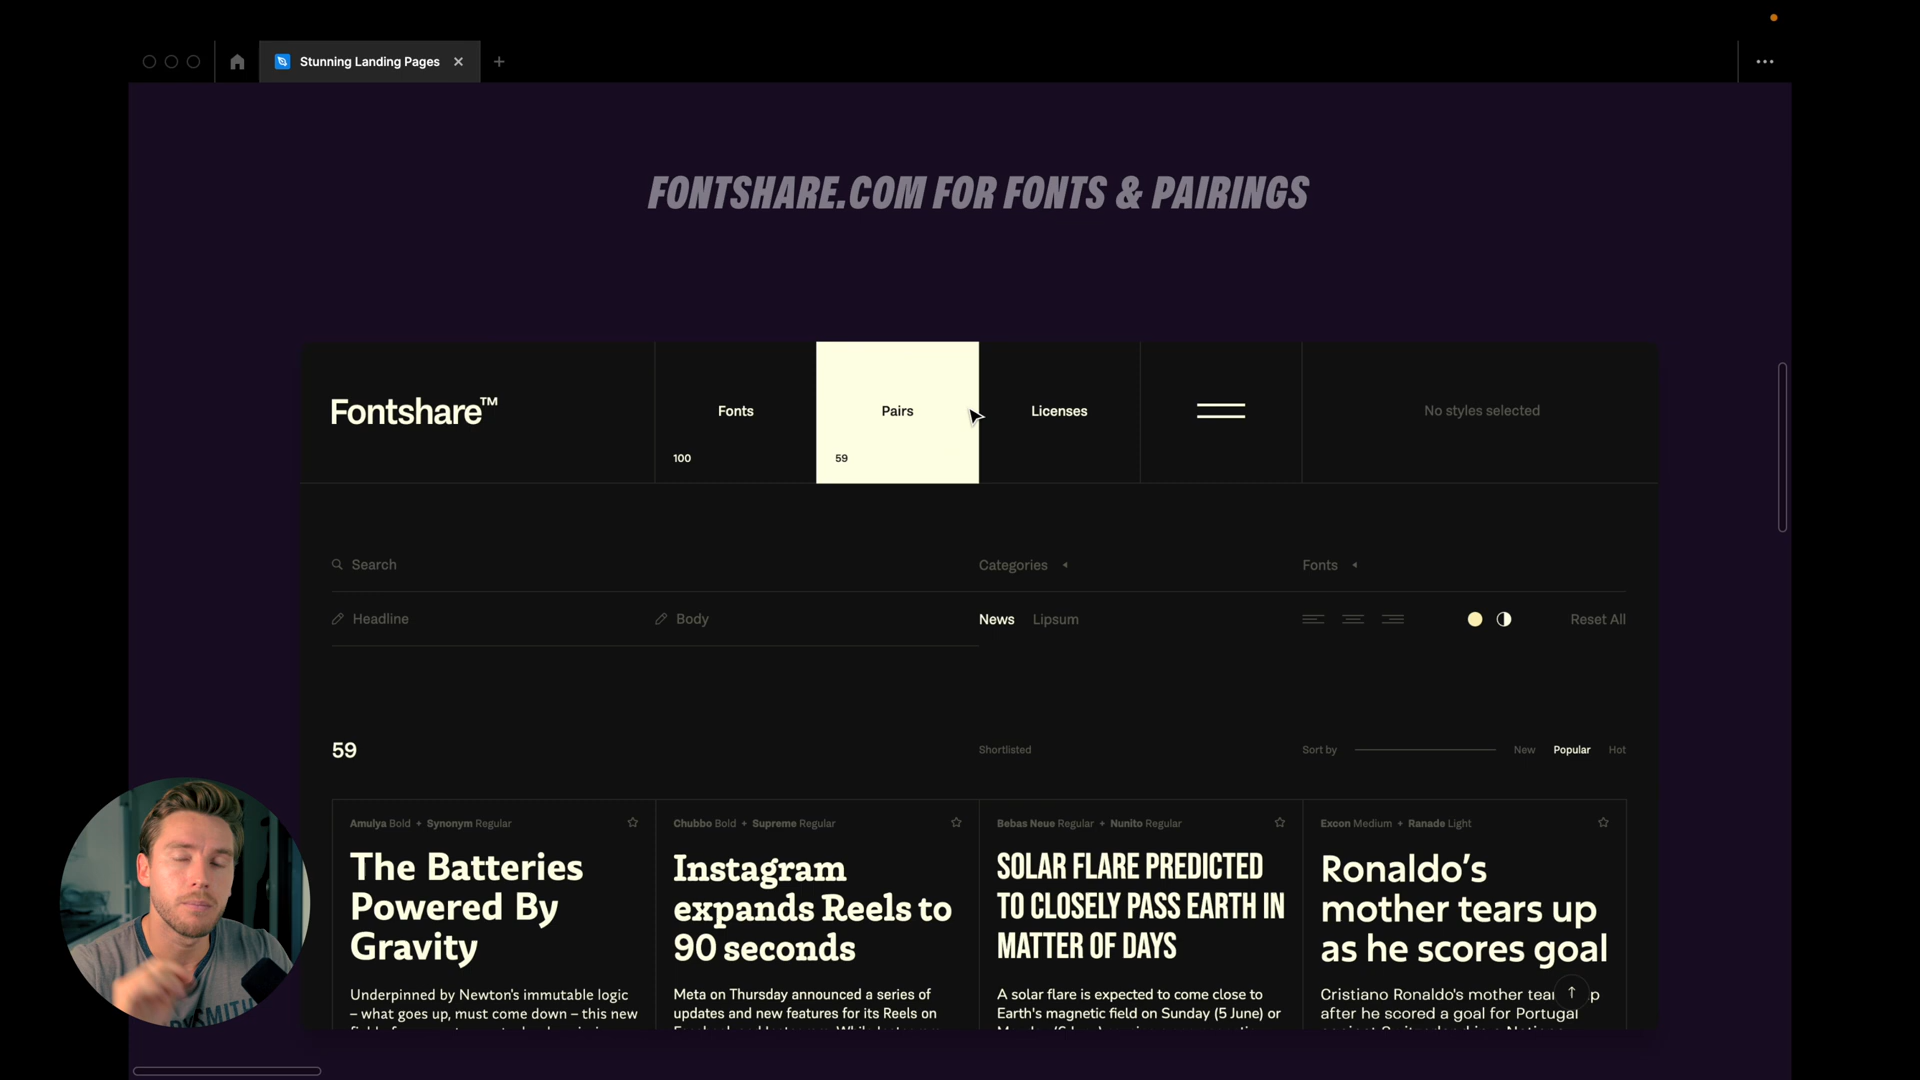 Stunning Landing Pages
FONTSHARE.COM FOR FONTS & PAIRINGS
Fontshare™
Fonts
100
Pairs
59
Licenses
No styles selected
Search
Categories
Fonts
Headline
Body
News
Lipsum
Reset All
59
Shortlisted
Sort by
New
Popular
Hot
Amulya Bold + Synonym Regular
The Batteries
Powered By
Gravity
Underpinned by Newton's immutable logic
– what goes up, must come down – this new
Chubbo Bold + Supreme Regular
Instagram
expands Reels to
90 seconds
Meta on Thursday announced a series of
updates and new features for its Reels on
Bebas Neue Regular + Nunito Regular
SOLAR FLARE PREDICTED
TO CLOSELY PASS EARTH IN
MATTER OF DAYS
A solar flare is expected to come close to
Earth's magnetic field on Sunday (5 June) or
Excon Medium + Ranade Light
Ronaldo's
mother tears up
as he scores goal
Cristiano Ronaldo's mother
after he scored a goal for Portugal